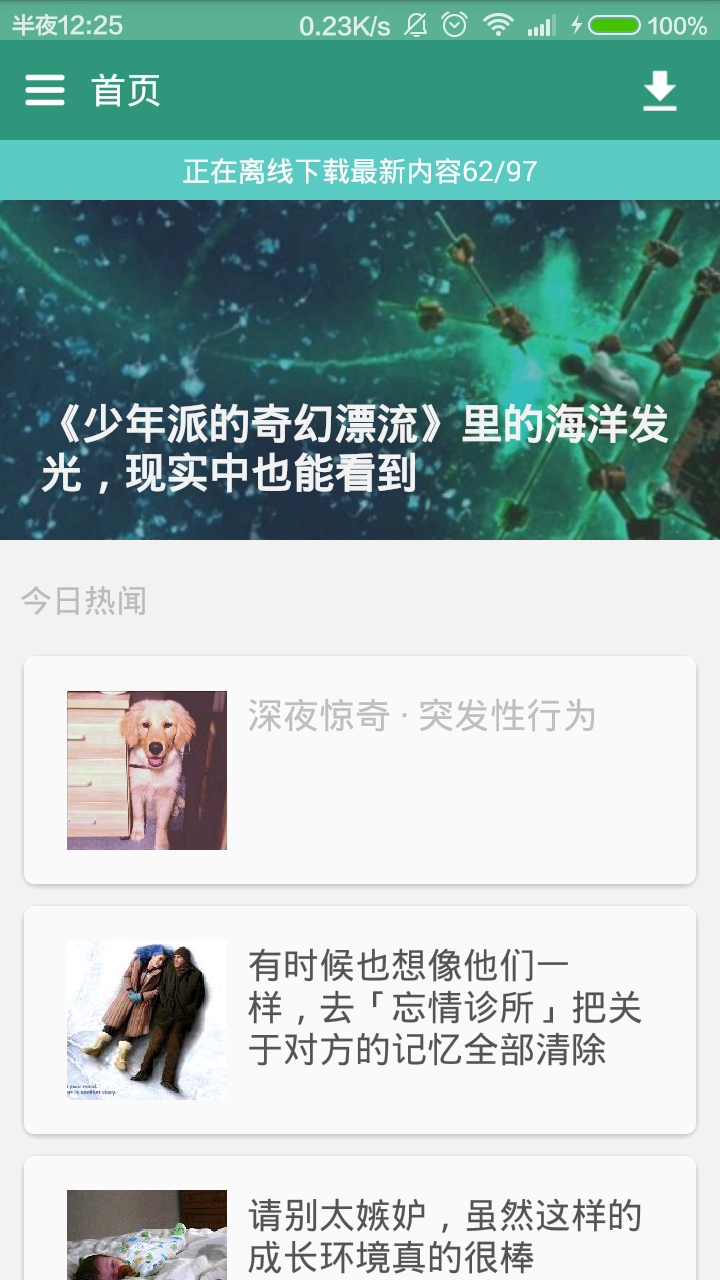 半夜12:25 0.23K/s 100%
首页
正在离线下载最新内容62/97
《少年派的奇幻漂流》里的海洋发
光，现实中也能看到
今日热闻
深夜惊奇 · 突发性行为
有时候也想像他们一
样，去「忘情诊所」把关
于对方的记忆全部清除
请别太嫉妒，虽然这样的
成长环境真的很棒